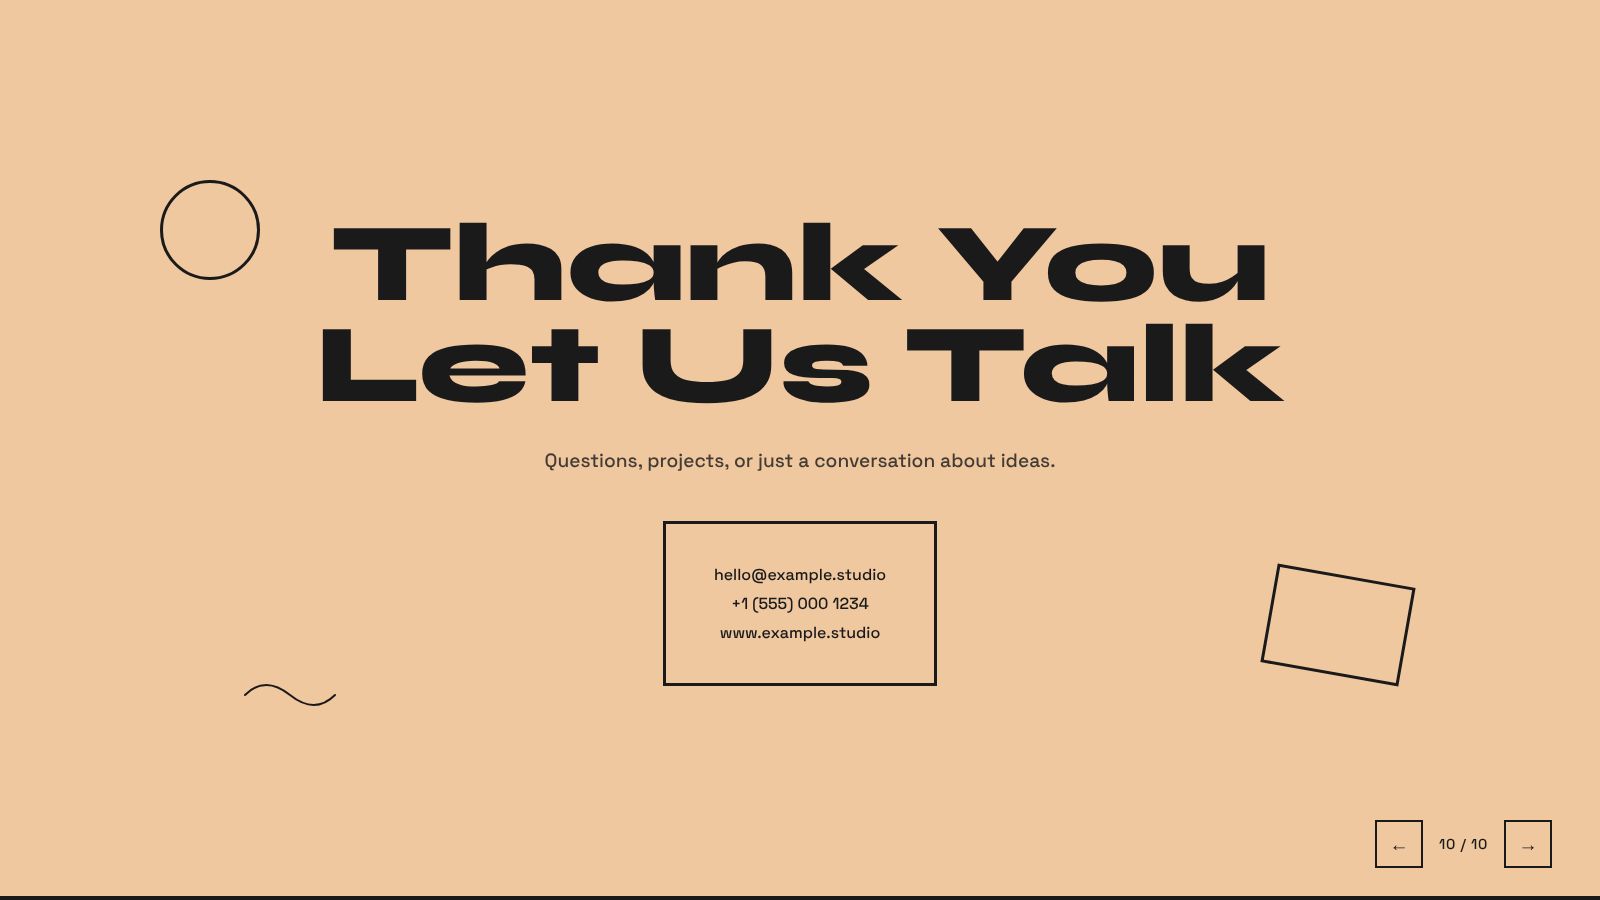 Thank You
Let Us Talk
Questions, projects, or just a conversation about ideas.
hello@example.studio
+1 (555) 000 1234
www.example.studio
← 10 / 10 →